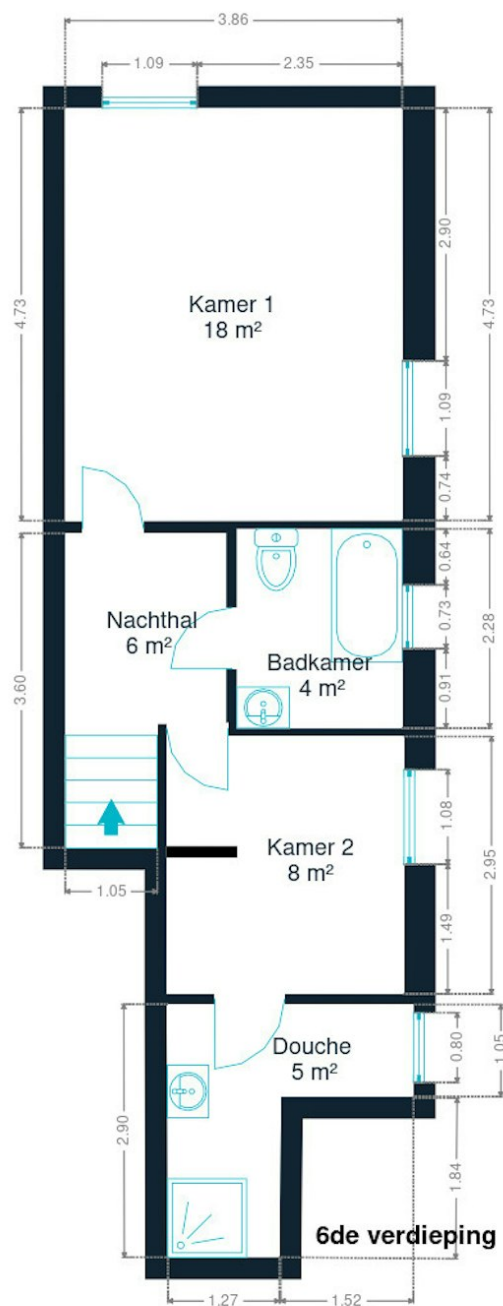 3.86
1.09
2.35
4.73
2.90
4.73
Kamer 1
18 m²
1.09
0.74
3.60
Nachthal
6 m²
0.64
0.73
2.28
0.91
Badkamer
4 m²
1.08
2.95
Kamer 2
8 m²
1.49
1.05
2.90
Douche
5 m²
0.80
1.05
1.84
6de verdieping
1.27
1.52